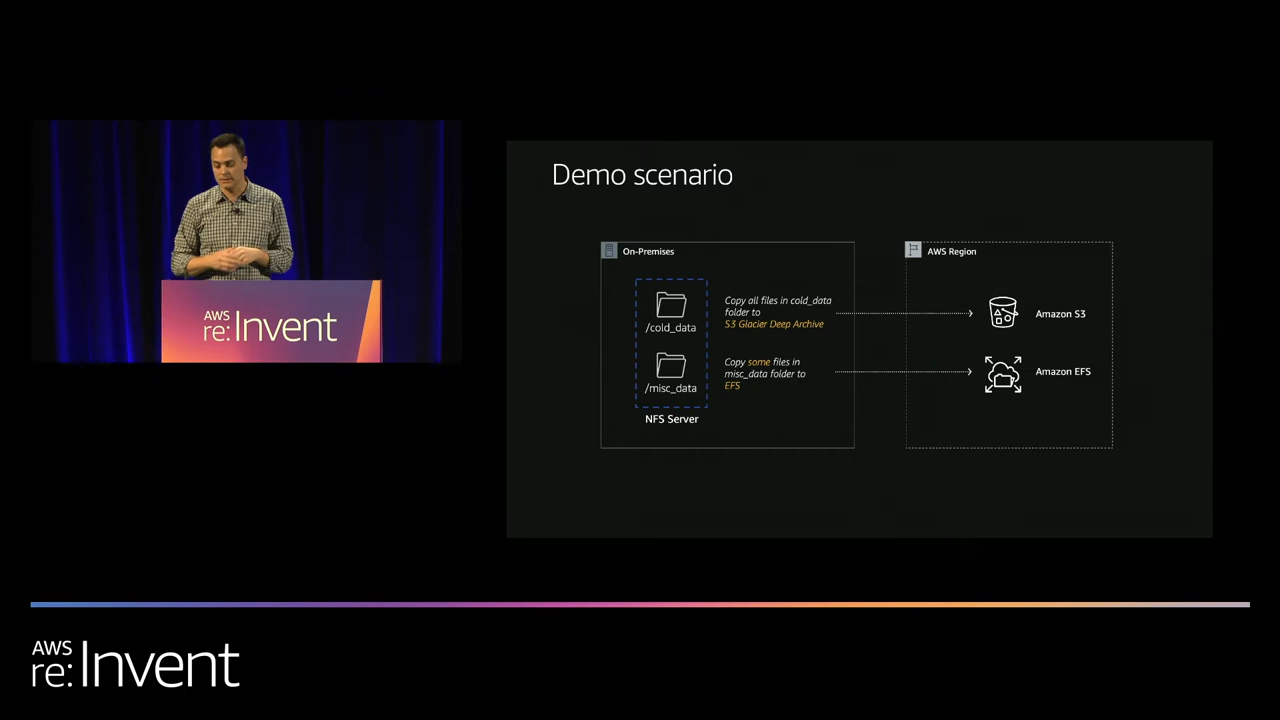 Demo scenario
On-Premises
/cold_data
Copy all files in cold_data
folder to
S3 Glacier Deep Archive
/misc_data
Copy some files in
misc_data folder to
EFS
NFS Server
AWS Region
Amazon S3
Amazon EFS
AWS
re:Invent
AWS
re:Invent